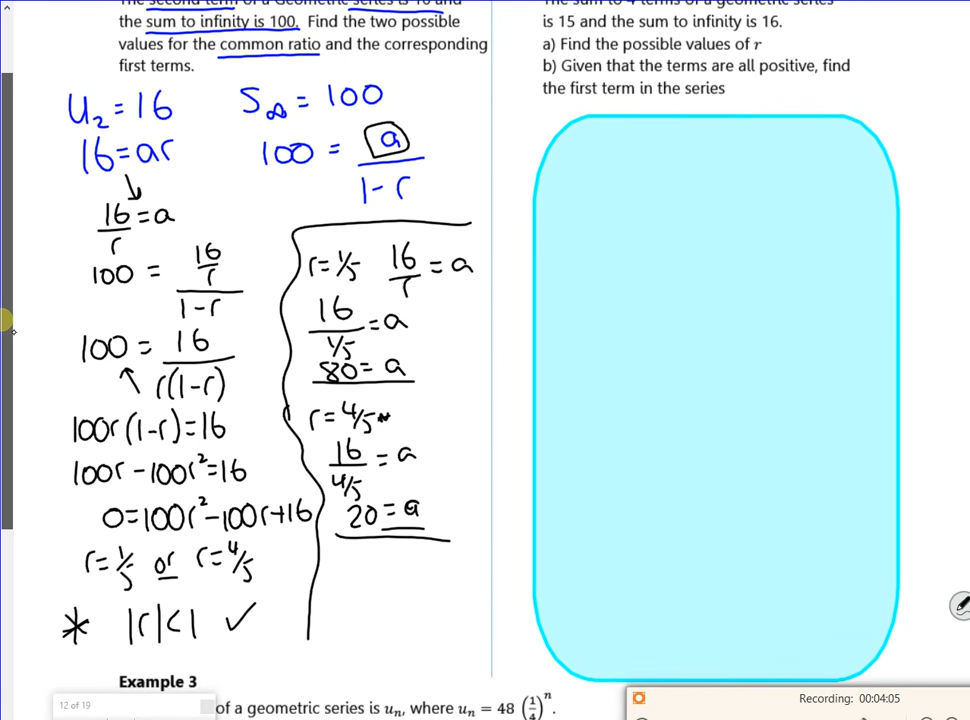 the sum to infinity is 100. Find the two possible
values for the common ratio and the corresponding
first terms.
U₂ = 16
16 = ar
16/r = a
100 = (16/r)/(1-r)
100 = 16/(r(1-r))
100r(1-r) = 16
100r - 100r² = 16
0 = 100r² - 100r + 16
r = 1/5 or r = 4/5
* |r| < 1 ✓
S∞ = 100
100 = a/(1-r)
r = 1/5 16/r = a
16/(1/5) = a
80 = a
r = 4/5
16/(4/5) = a
20 = a
Example 3
of a geometric series is uₙ, where uₙ = 48 (1/4)ⁿ.
12 of 19
is 15 and the sum to infinity is 16.
a) Find the possible values of r
b) Given that the terms are all positive, find
the first term in the series
Recording: 00:04:05